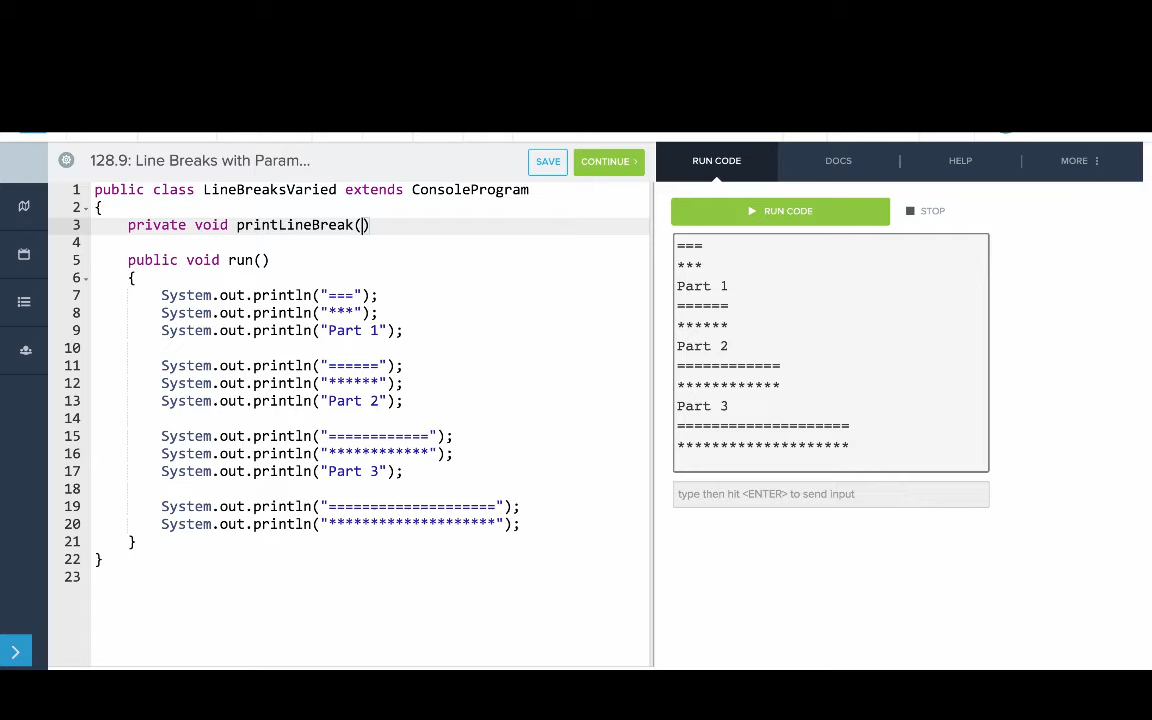 128.9: Line Breaks with Param...
SAVE
CONTINUE >
RUN CODE
DOCS
HELP
MORE
1 public class LineBreaksVaried extends ConsoleProgram
2 {
3     private void printLineBreak()
4
5     public void run()
6     {
7         System.out.println("===");
8         System.out.println("***");
9         System.out.println("Part 1");
10
11         System.out.println("======");
12         System.out.println("******");
13         System.out.println("Part 2");
14
15         System.out.println("============");
16         System.out.println("************");
17         System.out.println("Part 3");
18
19         System.out.println("====================");
20         System.out.println("********************");
21     }
22 }
23
RUN CODE
STOP
===
***
Part 1
======
******
Part 2
============
************
Part 3
====================
********************
type then hit <ENTER> to send input